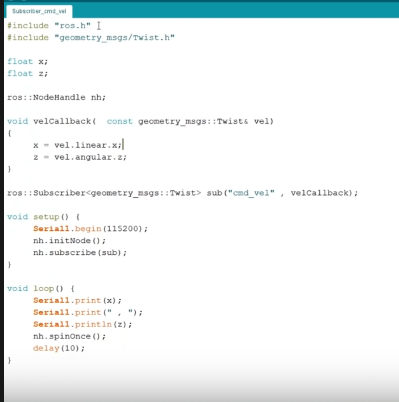 Subscriber_cmd_vel
#include "ros.h"
#include "geometry_msgs/Twist.h"
float x;
float z;
ros::NodeHandle nh;
void velCallback(  const geometry_msgs::Twist& vel)
{
x = vel.linear.x;
z = vel.angular.z;
}
ros::Subscriber<geometry_msgs::Twist> sub("cmd_vel" , velCallback);
void setup() {
Serial1.begin(115200);
nh.initNode();
nh.subscribe(sub);
}
void loop() {
Serial1.print(x);
Serial1.print(" , ");
Serial1.println(z);
nh.spinOnce();
delay(10);
}